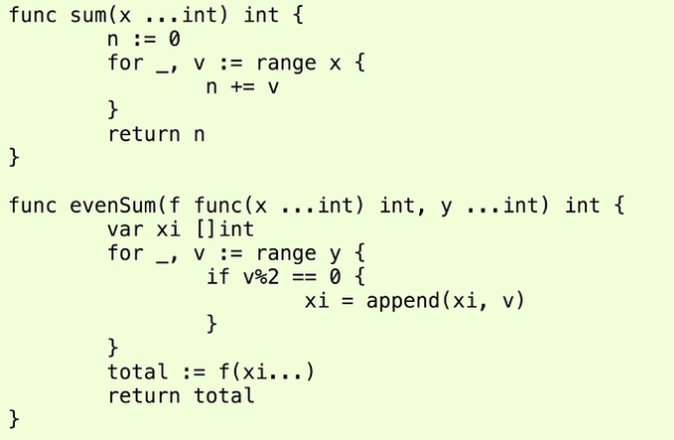 func sum(x ...int) int {
        n := 0
        for _, v := range x {
                n += v
        }
        return n
}

func evenSum(f func(x ...int) int, y ...int) int {
        var xi []int
        for _, v := range y {
                if v%2 == 0 {
                        xi = append(xi, v)
                }
        }
        total := f(xi...)
        return total
}